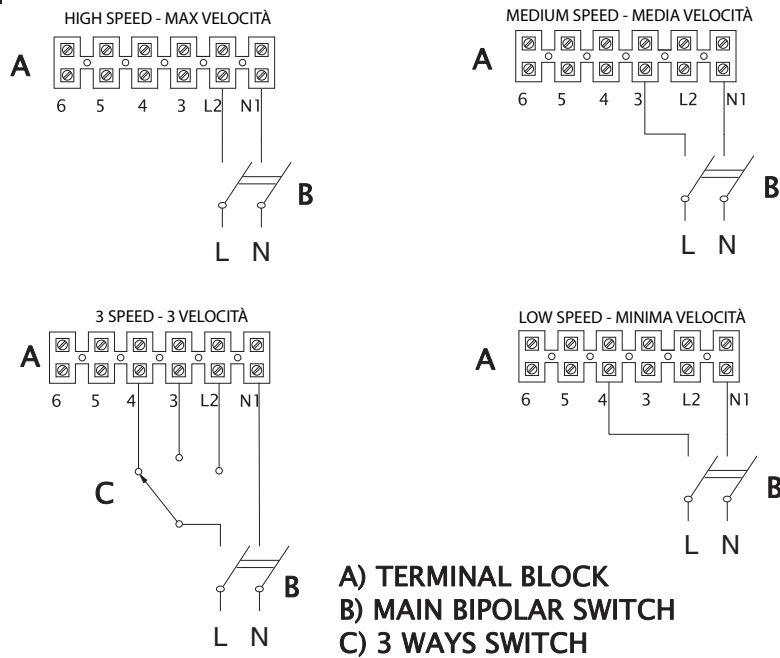 HIGH SPEED - MAX VELOCITÀ
A
6 5 4 3 L2 N1
B
L N
MEDIUM SPEED - MEDIA VELOCITÀ
A
6 5 4 3 L2 N1
B
L N
3 SPEED - 3 VELOCITÀ
A
6 5 4 3 L2 N1
C
B
L N
LOW SPEED - MINIMA VELOCITÀ
A
6 5 4 3 L2 N1
B
L N
A) TERMINAL BLOCK
B) MAIN BIPOLAR SWITCH
C) 3 WAYS SWITCH